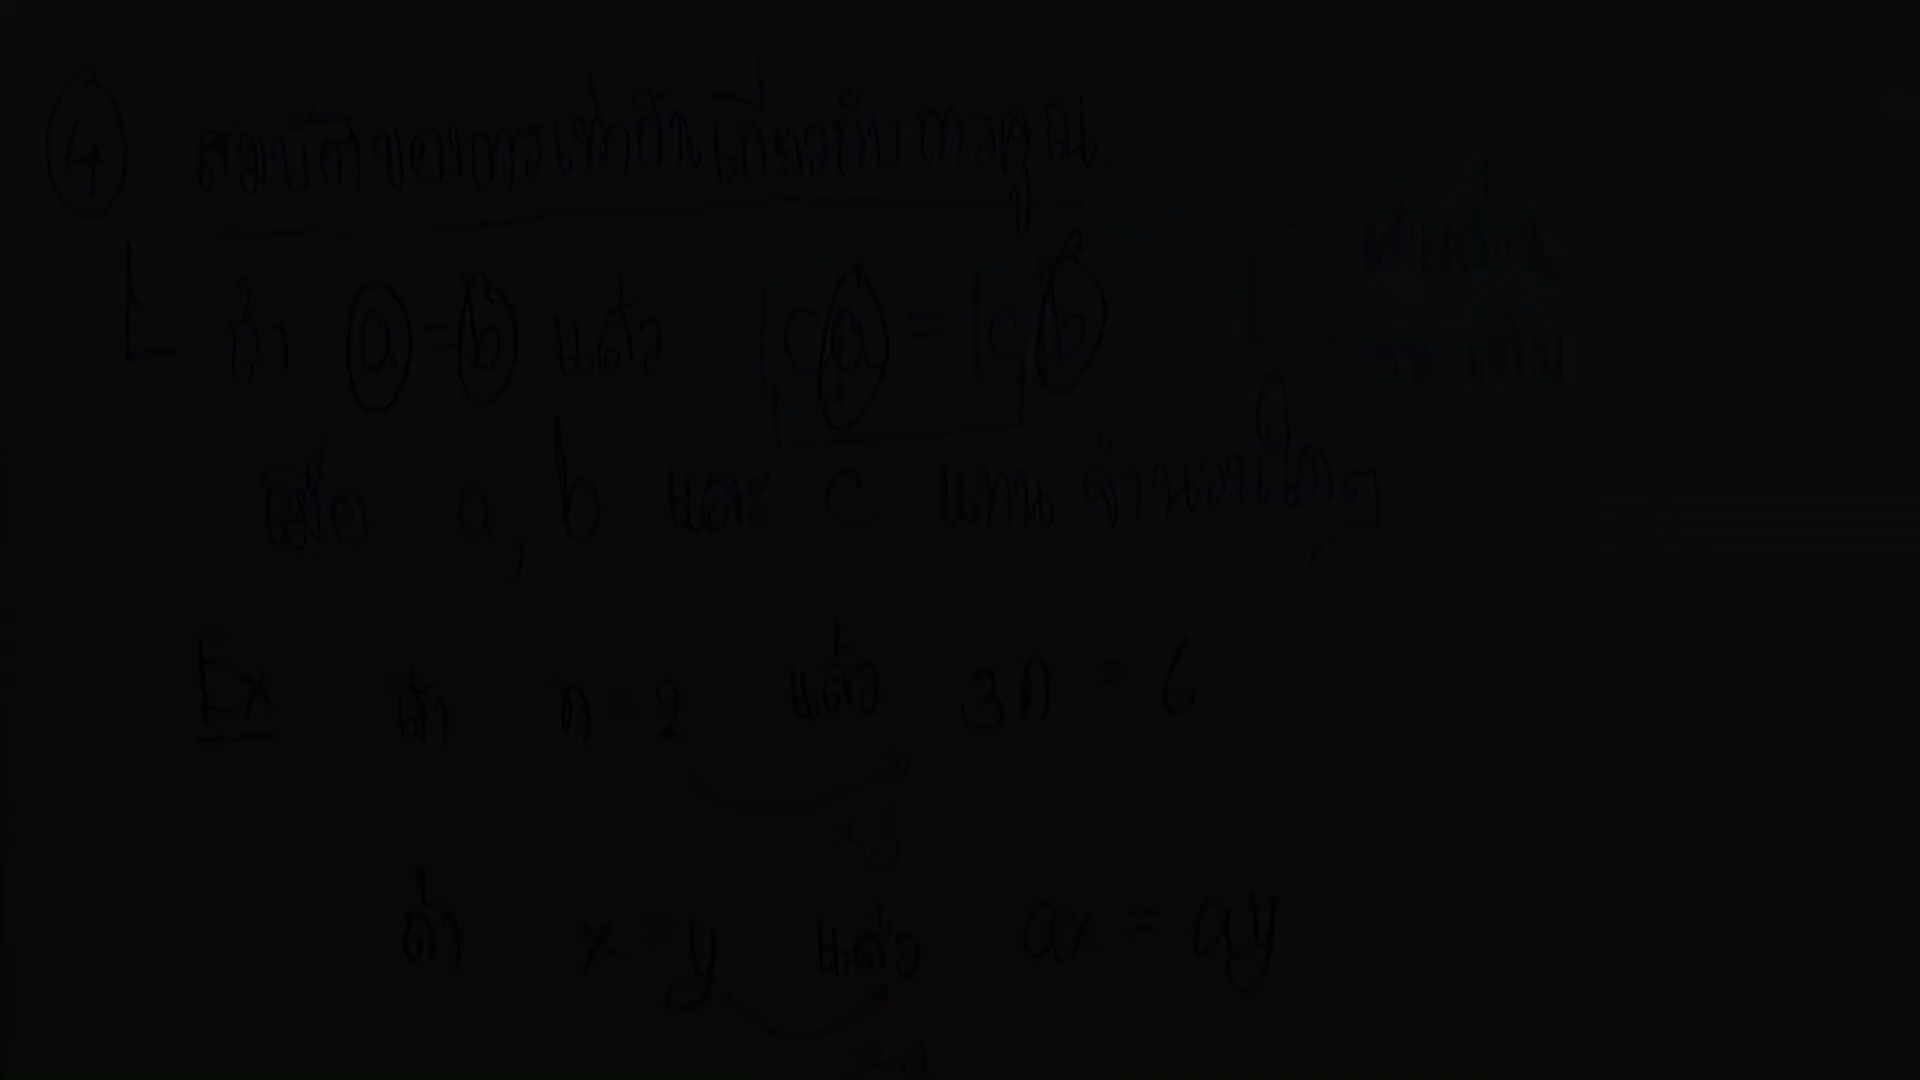 ④ สมบัติของการเท่ากันเกี่ยวกับการคูณ
ถ้า a = b แล้ว ca = cb
เมื่อ a, b และ c แทน จำนวนใดๆ
Ex ถ้า n = 2 แล้ว 3n = 6
×3
ถ้า x = y แล้ว ax = ay
×a